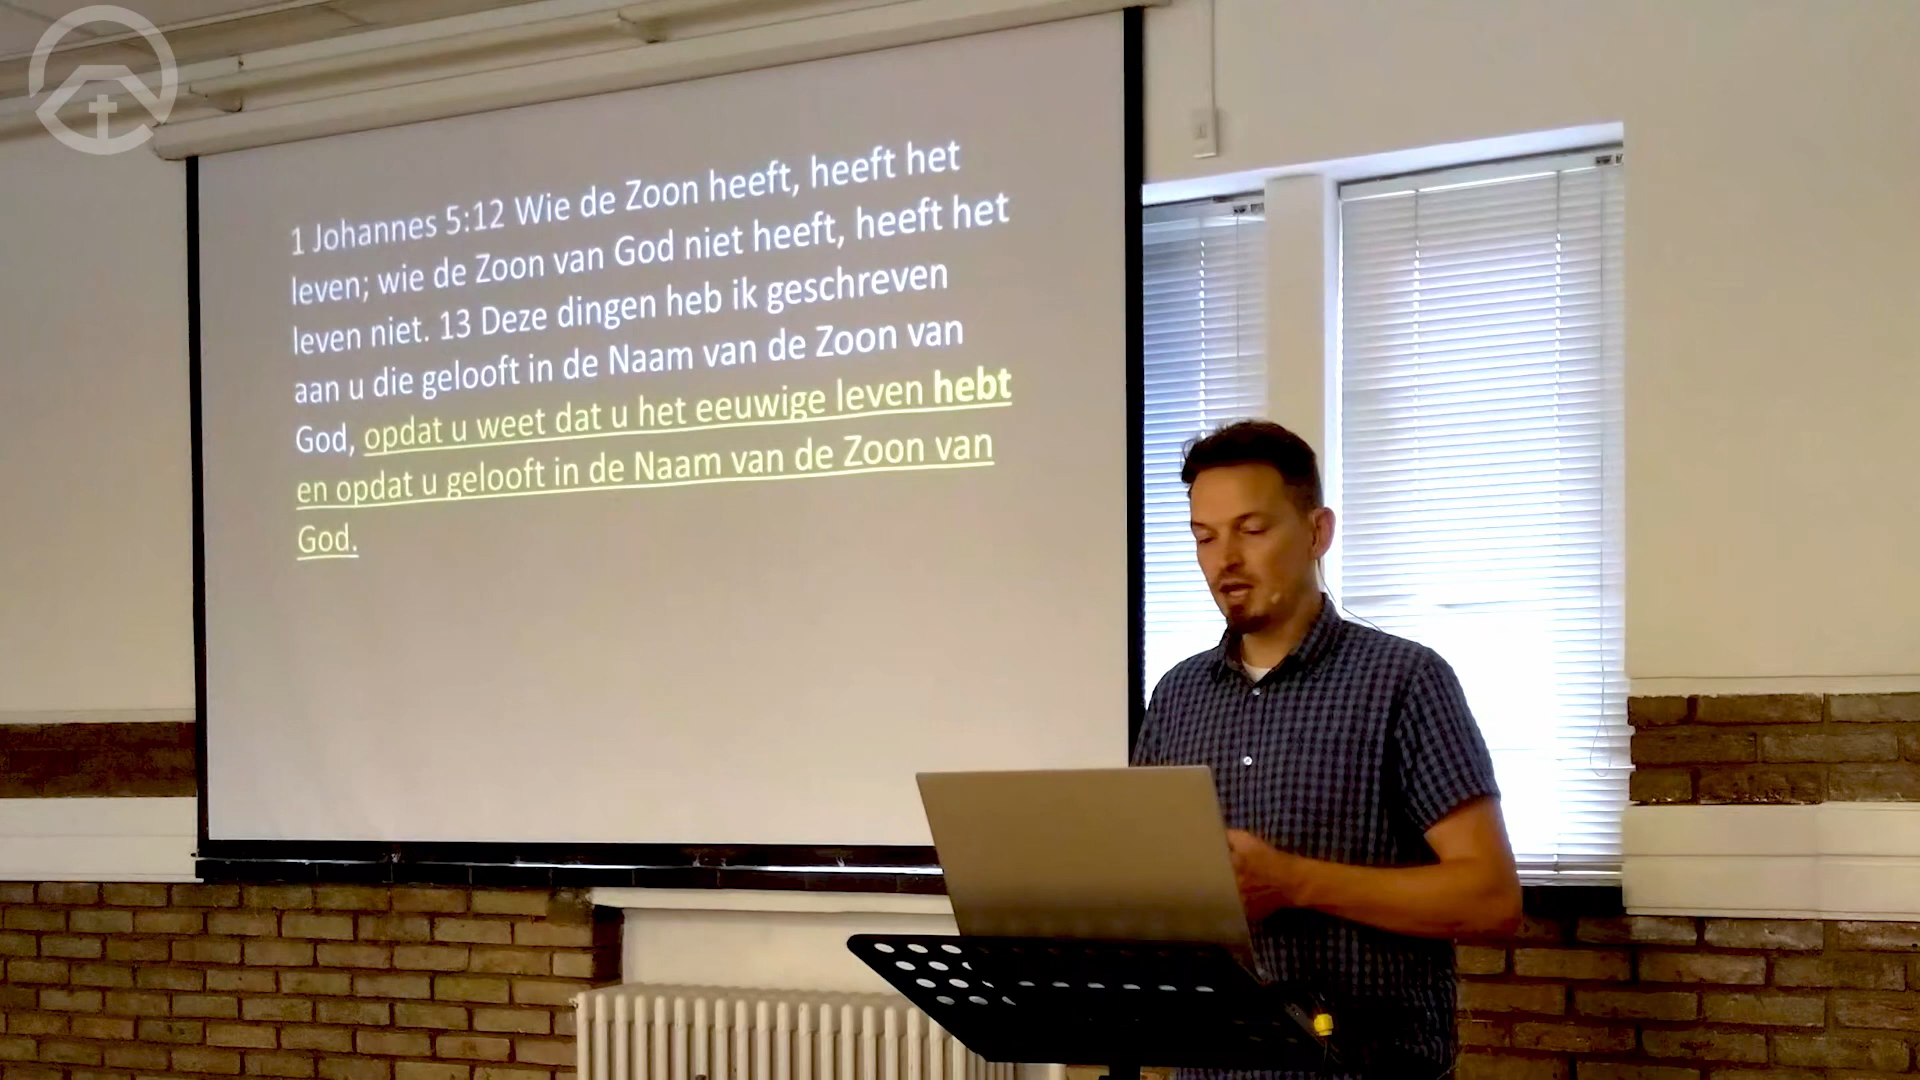 1 Johannes 5:12 Wie de Zoon heeft, heeft het
leven; wie de Zoon van God niet heeft, heeft het
leven niet. 13 Deze dingen heb ik geschreven
aan u die gelooft in de Naam van de Zoon van
God, opdat u weet dat u het eeuwige leven hebt
en opdat u gelooft in de Naam van de Zoon van
God.